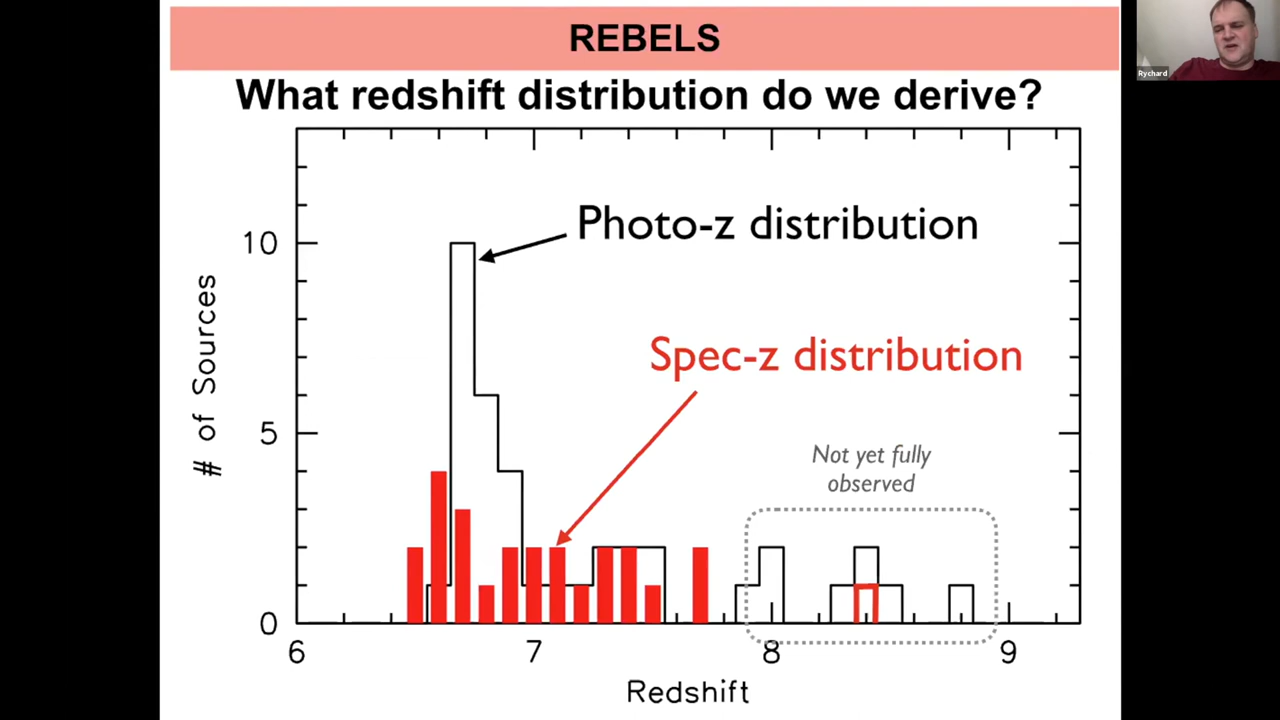 REBELS
Rychard
What redshift distribution do we derive?
Photo-z distribution
10
Spec-z distribution
# of Sources
5
Not yet fully
observed
0
6 7 8 9
Redshift